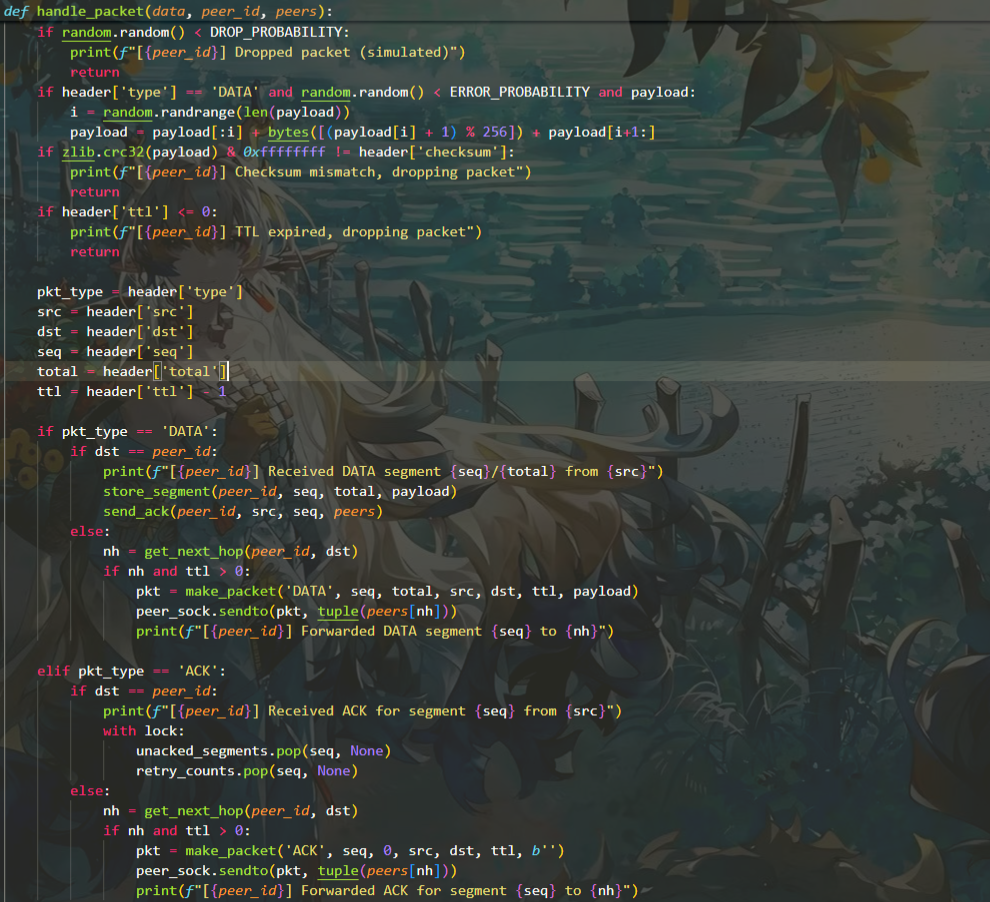 def handle_packet(data, peer_id, peers):
    if random.random() < DROP_PROBABILITY:
        print(f"[{peer_id}] Dropped packet (simulated)")
        return
    if header['type'] == 'DATA' and random.random() < ERROR_PROBABILITY and payload:
        i = random.randrange(len(payload))
        payload = payload[:i] + bytes([(payload[i] + 1) % 256]) + payload[i+1:]
    if zlib.crc32(payload) & 0xffffffff != header['checksum']:
        print(f"[{peer_id}] Checksum mismatch, dropping packet")
        return
    if header['ttl'] <= 0:
        print(f"[{peer_id}] TTL expired, dropping packet")
        return

    pkt_type = header['type']
    src = header['src']
    dst = header['dst']
    seq = header['seq']
    total = header['total']
    ttl = header['ttl'] - 1

    if pkt_type == 'DATA':
        if dst == peer_id:
            print(f"[{peer_id}] Received DATA segment {seq}/{total} from {src}")
            store_segment(peer_id, seq, total, payload)
            send_ack(peer_id, src, seq, peers)
        else:
            nh = get_next_hop(peer_id, dst)
            if nh and ttl > 0:
                pkt = make_packet('DATA', seq, total, src, dst, ttl, payload)
                peer_sock.sendto(pkt, tuple(peers[nh]))
                print(f"[{peer_id}] Forwarded DATA segment {seq} to {nh}")

    elif pkt_type == 'ACK':
        if dst == peer_id:
            print(f"[{peer_id}] Received ACK for segment {seq} from {src}")
            with lock:
                unacked_segments.pop(seq, None)
                retry_counts.pop(seq, None)
        else:
            nh = get_next_hop(peer_id, dst)
            if nh and ttl > 0:
                pkt = make_packet('ACK', seq, 0, src, dst, ttl, b'')
                peer_sock.sendto(pkt, tuple(peers[nh]))
                print(f"[{peer_id}] Forwarded ACK for segment {seq} to {nh}")